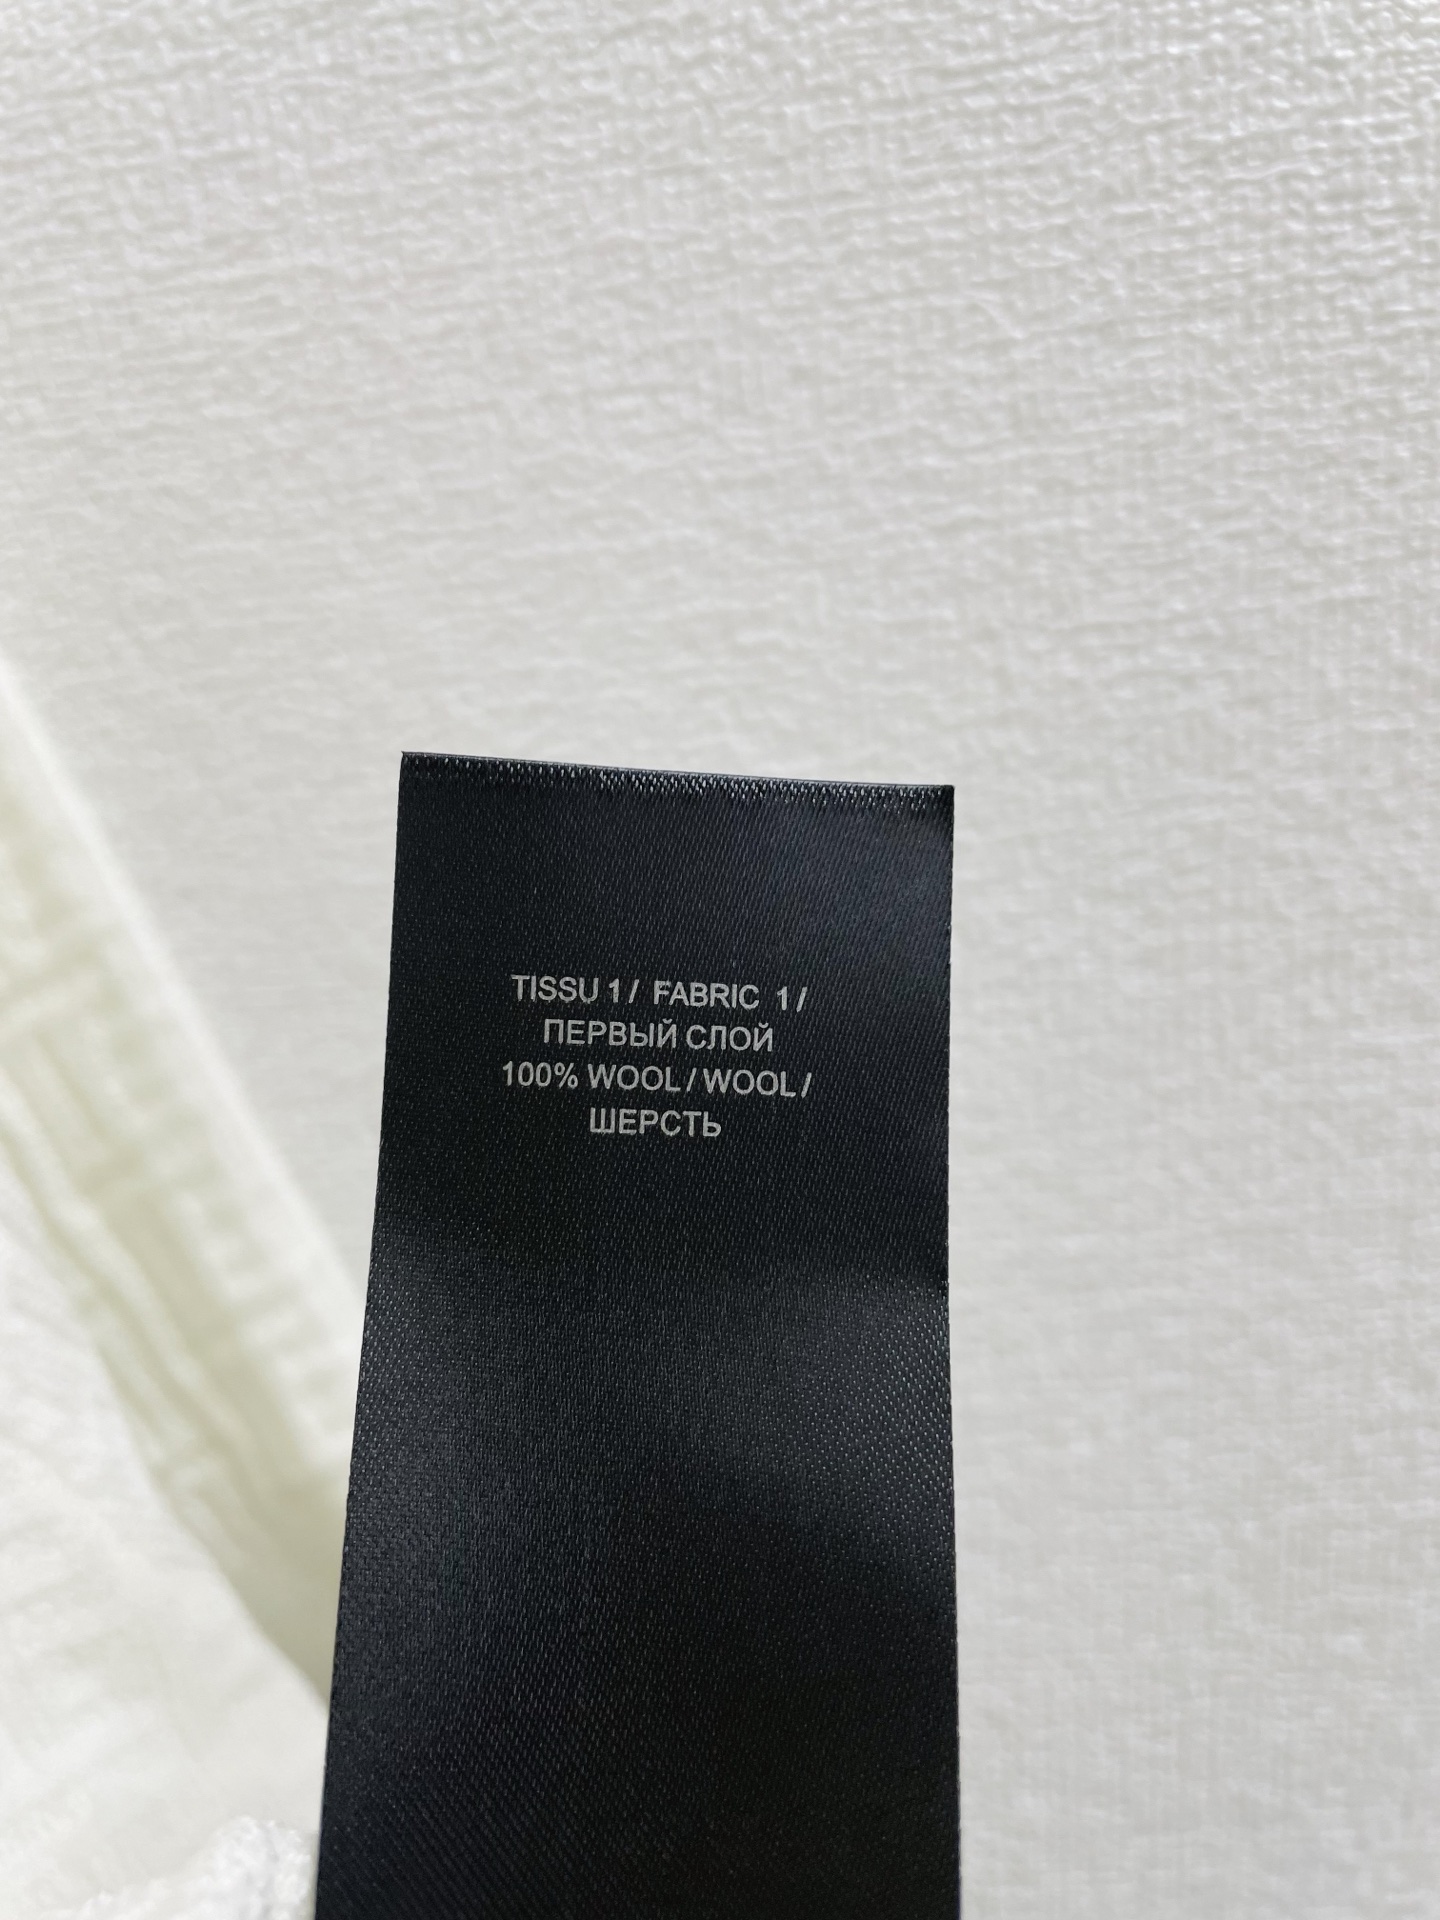 TISSU 1 / FABRIC 1 /
ПЕРВЫЙ СЛОЙ
100% WOOL / WOOL /
ШЕРСТЬ